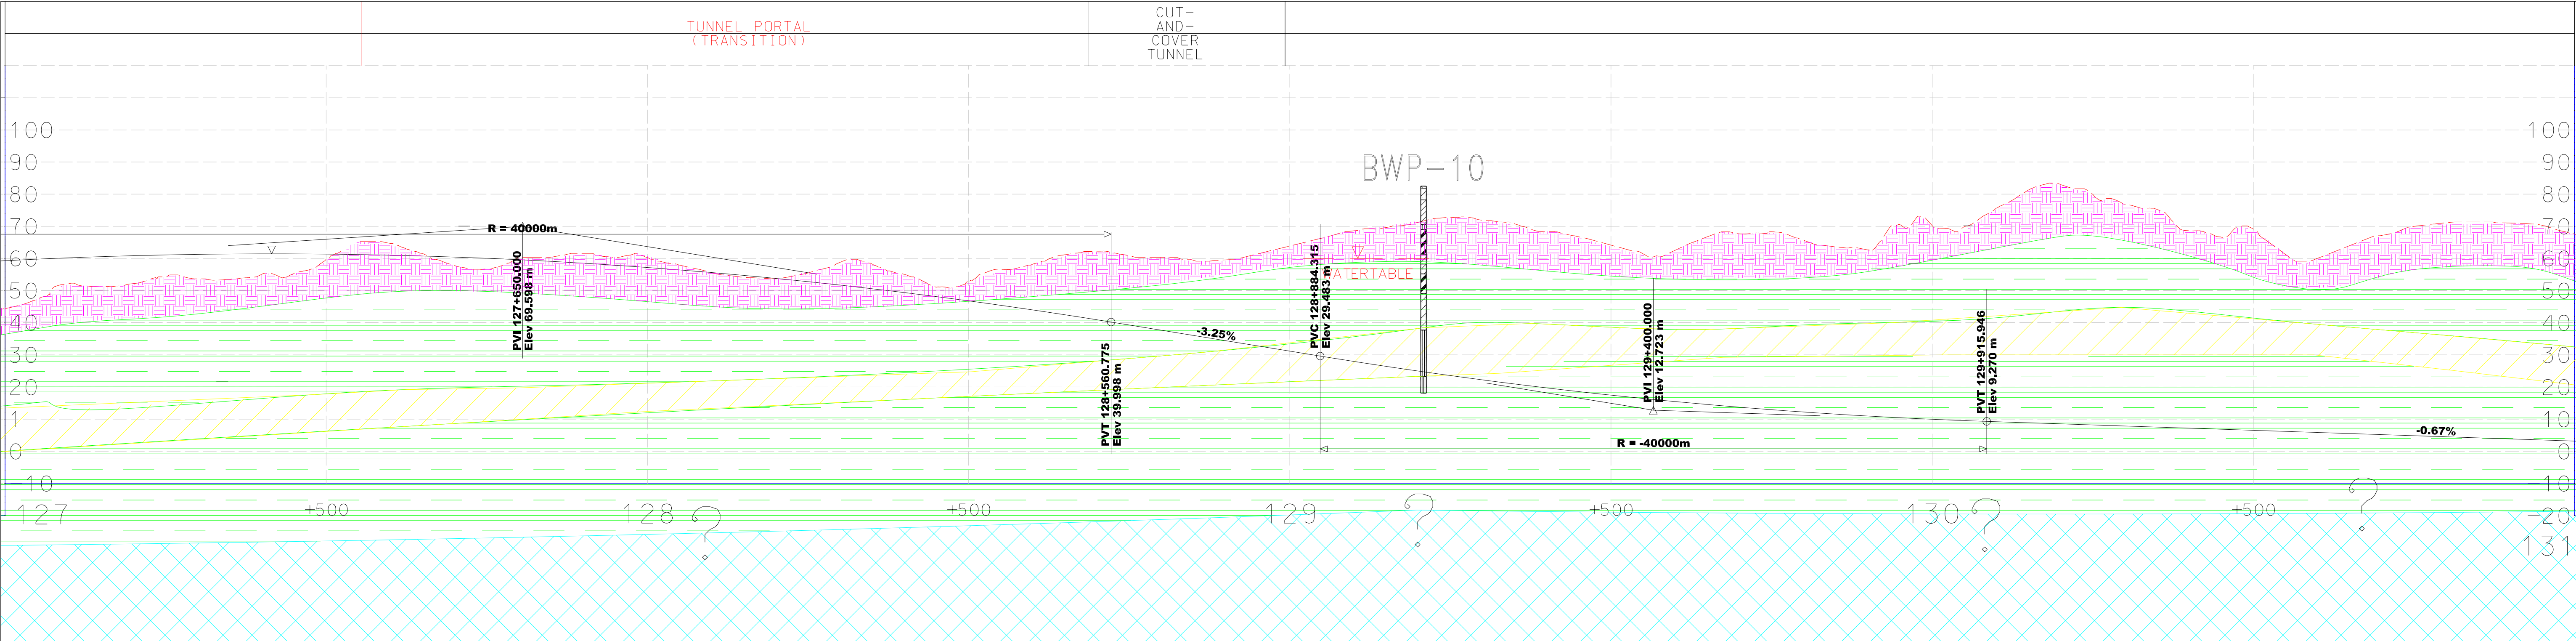 TUNNEL PORTAL
(TRANSITION)
CUT-
AND-
COVER
TUNNEL
BWP-10
100
90
80
70
60
50
40
30
20
1
0
-10
100
90
80
70
60
50
40
30
20
10
0
-10
-20
R = 40000m
PVI 127+650.000
Elev 69.598 m
PVT 128+560.775
Elev 39.998 m
-3.25%
PVC 128+884.315
Elev 29.483 m
WATERTABLE
PVI 129+400.000
Elev 12.723 m
R = -40000m
PVT 129+915.946
Elev 9.270 m
-0.67%
127
+500
128
?
+500
129
?
+500
130
?
+500
?
131